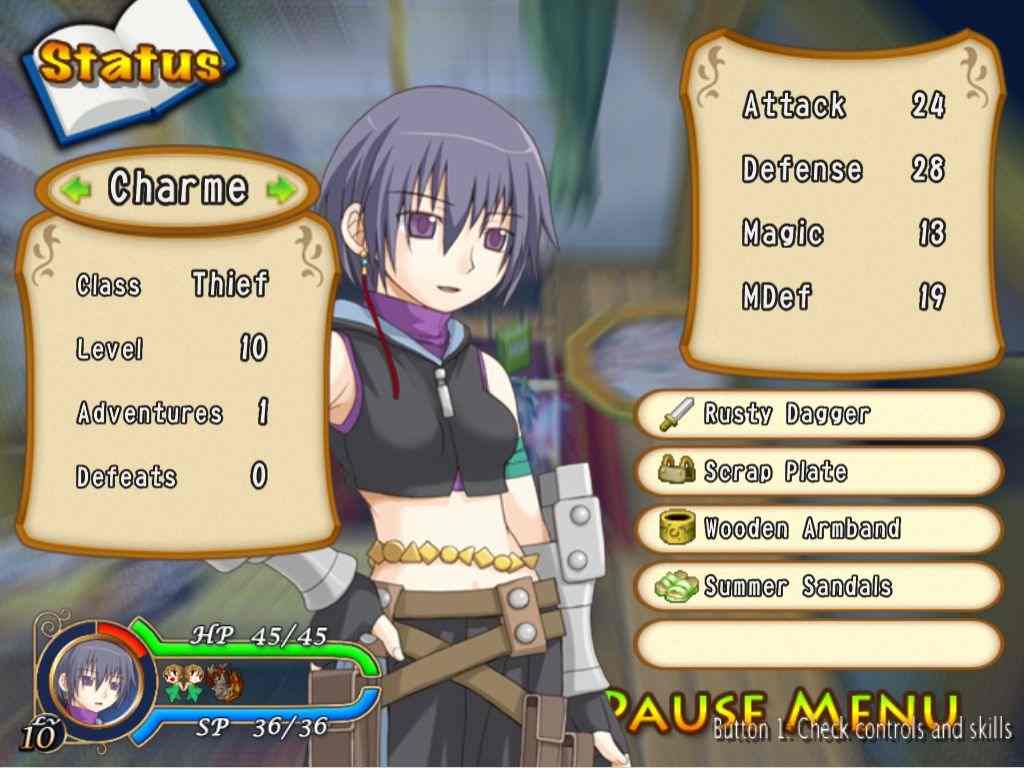 Status
Charme
Class Thief
Level 10
Adventures 1
Defeats 0
Attack 24
Defense 28
Magic 13
MDef 19
Rusty Dagger
Scrap Plate
Wooden Armband
Summer Sandals
HP 45/45
SP 36/36
Lv
10
PAUSE MENU
Button 1: Check controls and skills